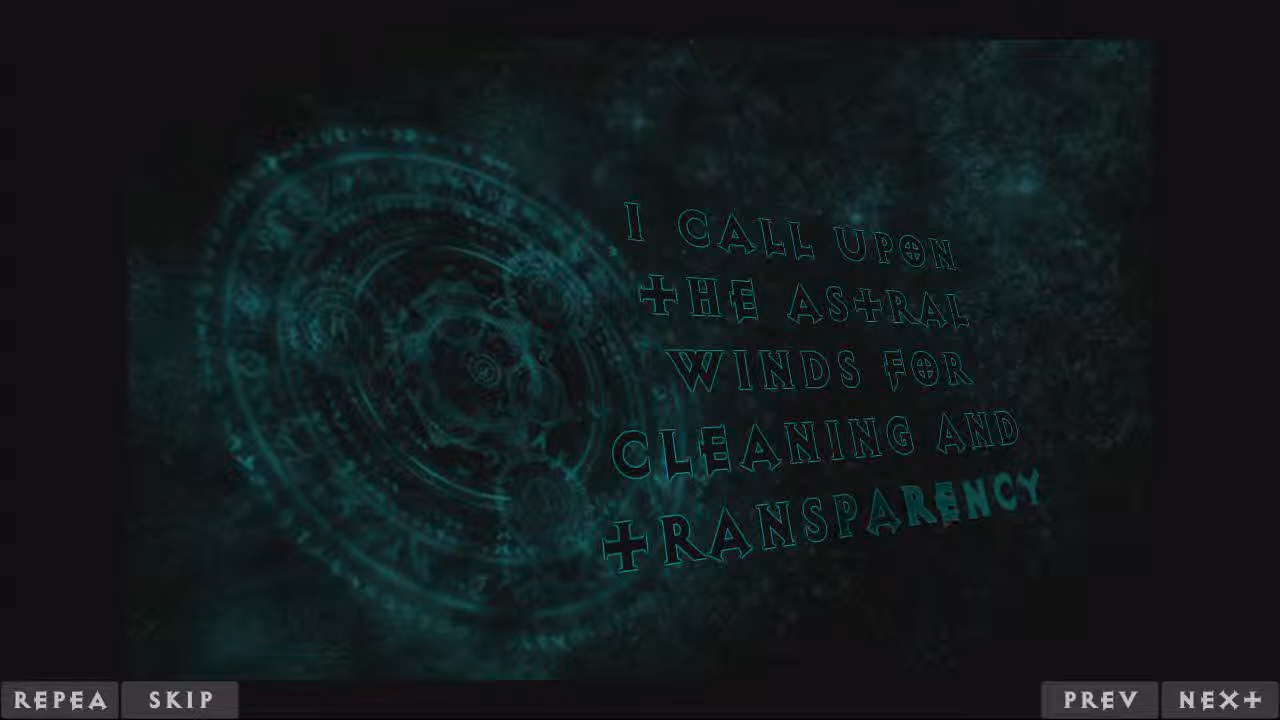 I CALL UPON
THE ASTRAL
WINDS FOR
CLEANING AND
TRANSPARENCY
REPEA
SKIP
PREV
NEXT